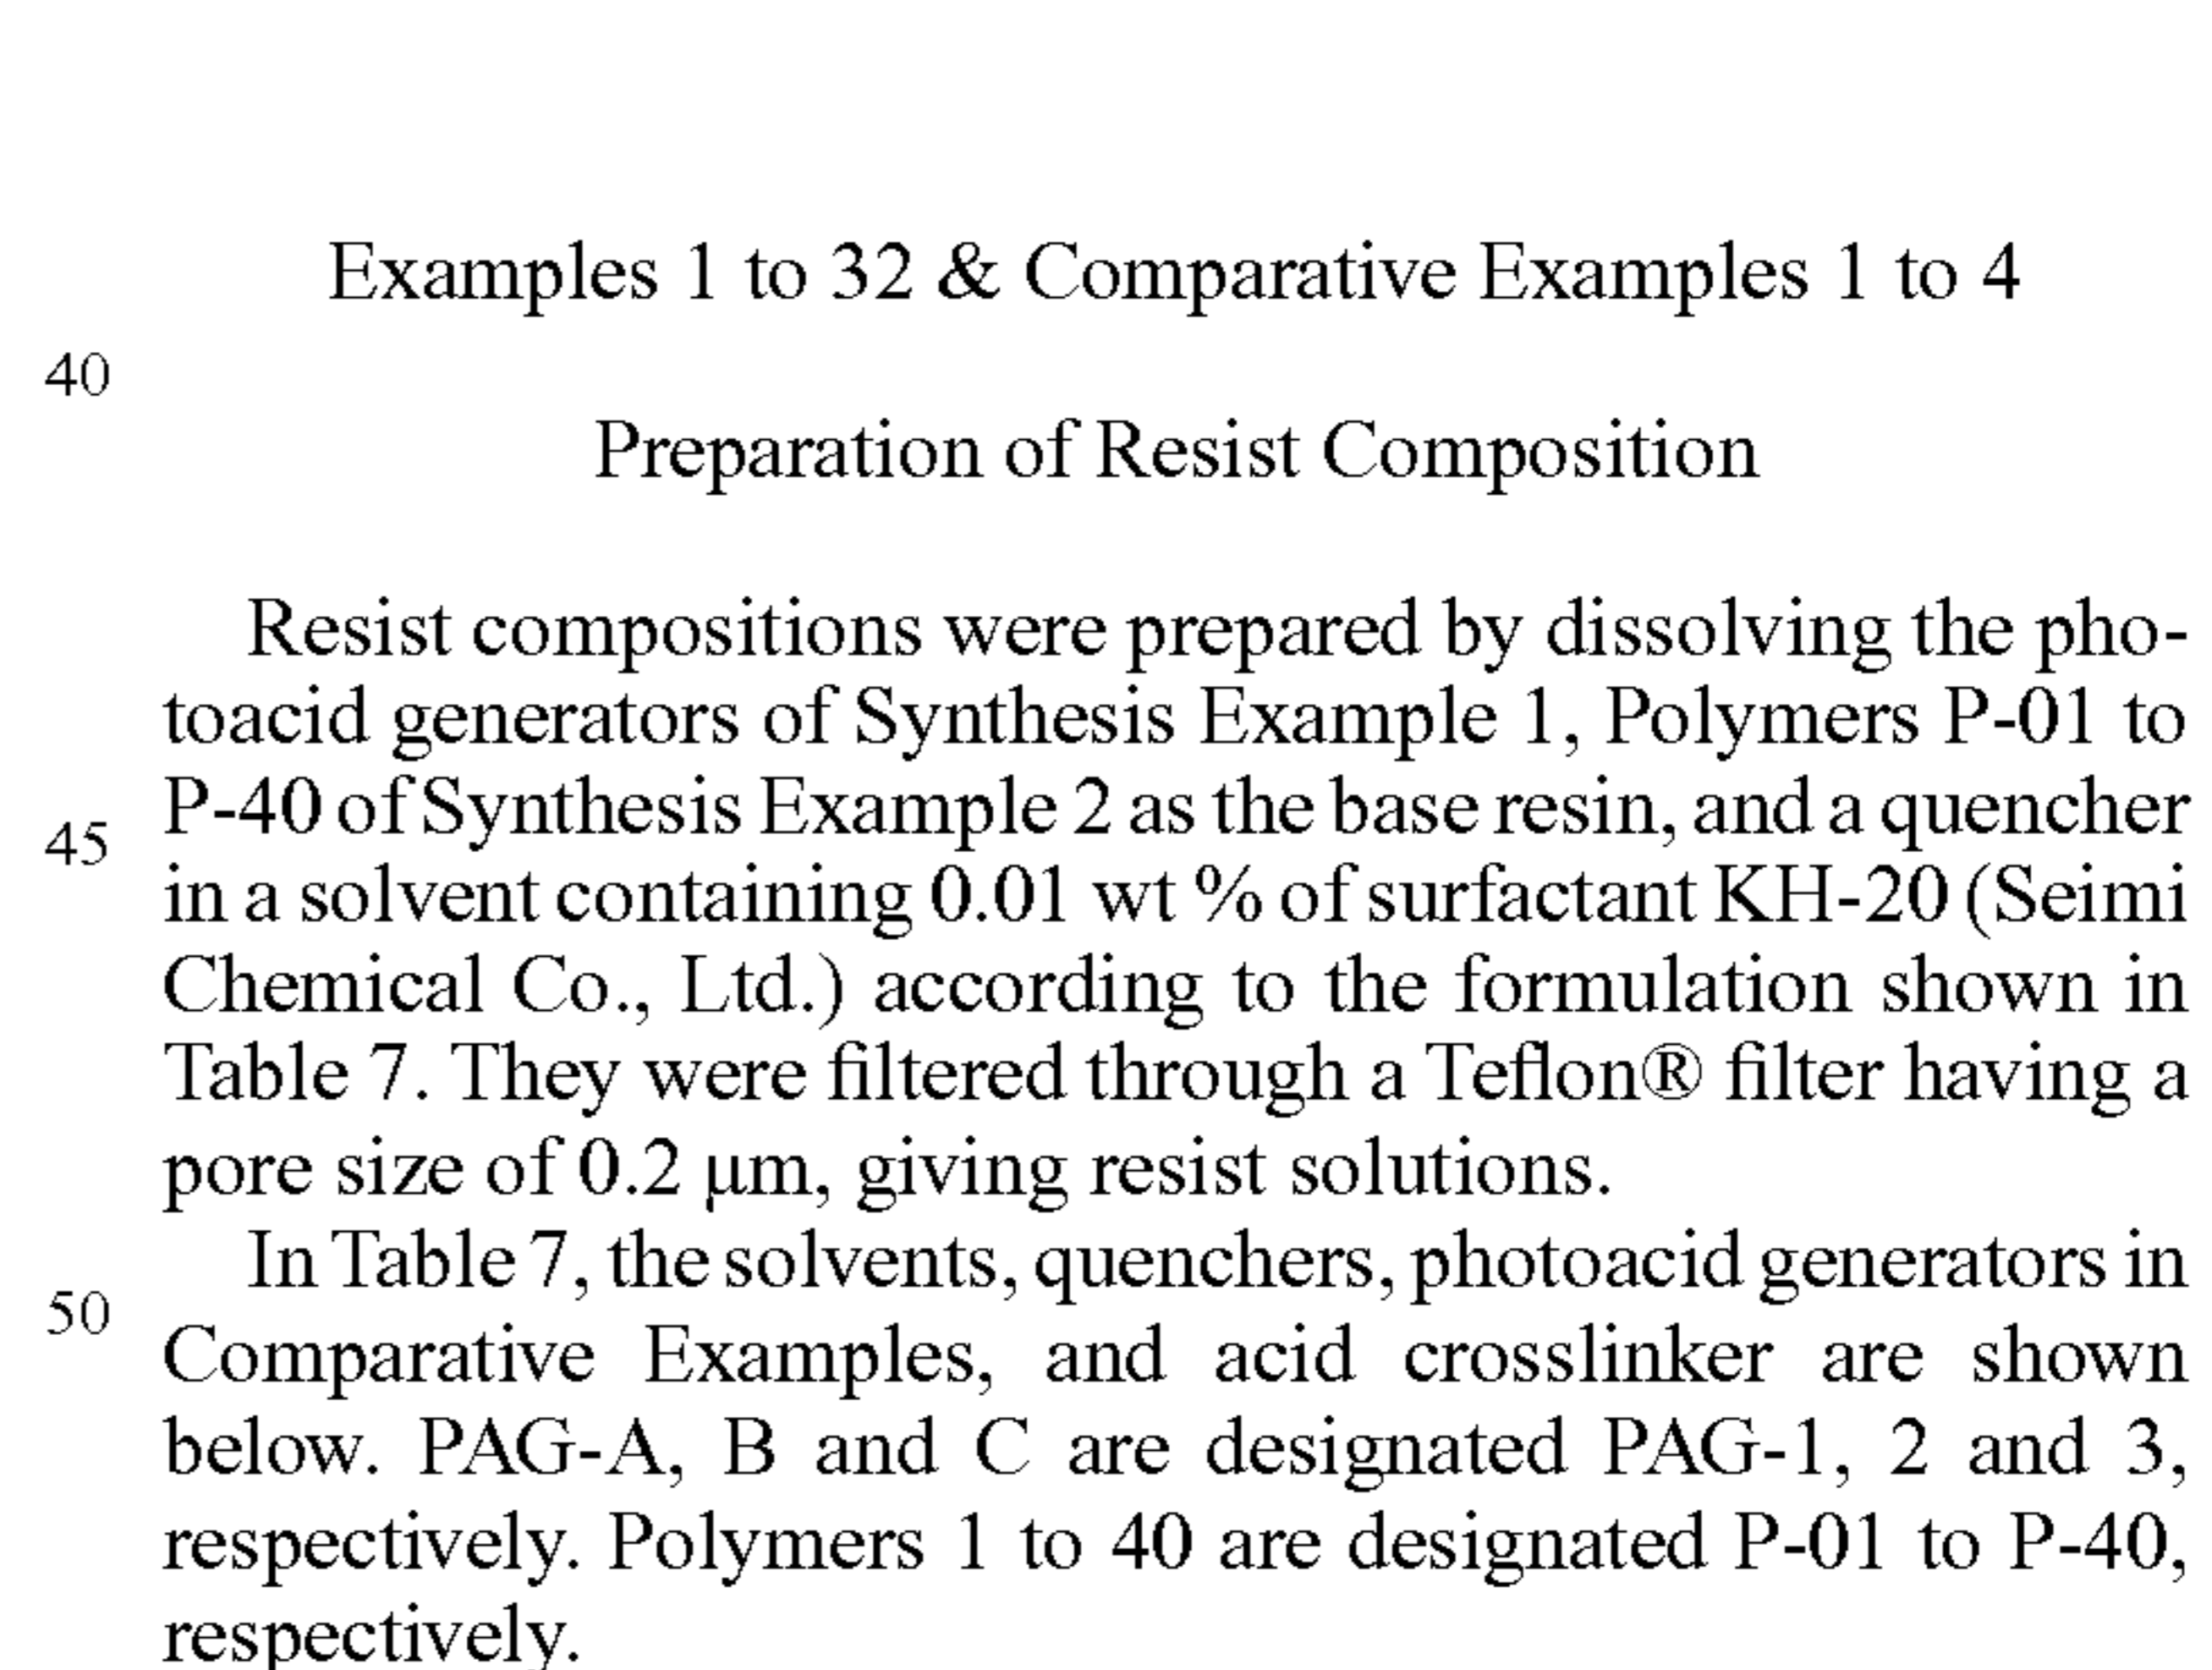 Examples 1 to 32 & Comparative Examples 1 to 4
40
Preparation of Resist Composition
Resist compositions were prepared by dissolving the pho-
toacid generators of Synthesis Example 1, Polymers P-01 to
P-40 of Synthesis Example 2 as the base resin, and a quencher
45
in a solvent containing 0.01 wt % of surfactant KH-20 (Seimi
Chemical Co., Ltd.) according to the formulation shown in
Table 7. They were filtered through a Teflon® filter having a
pore size of 0.2 μm, giving resist solutions.
In Table 7, the solvents, quenchers, photoacid generators in
50
Comparative Examples, and acid crosslinker are shown
below. PAG-A, B and C are designated PAG-1, 2 and 3,
respectively. Polymers 1 to 40 are designated P-01 to P-40,
respectively.